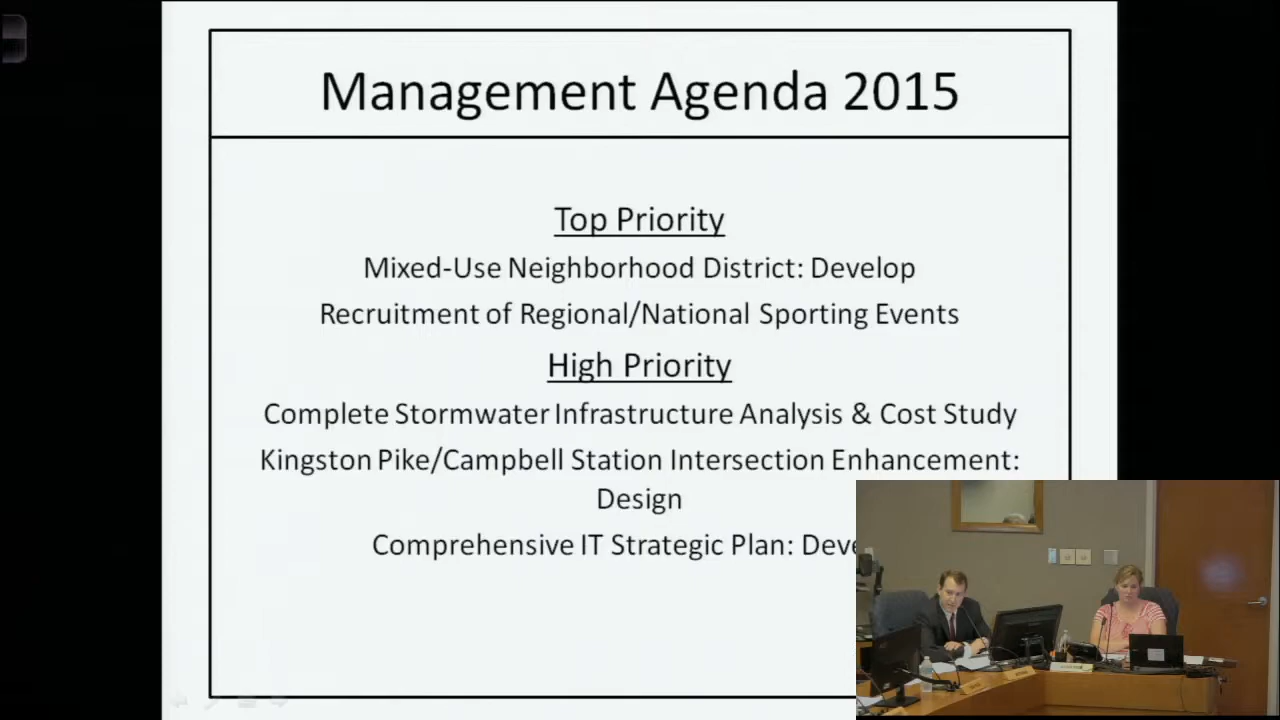 Management Agenda 2015
Top Priority
Mixed-Use Neighborhood District: Develop
Recruitment of Regional/National Sporting Events
High Priority
Complete Stormwater Infrastructure Analysis & Cost Study
Kingston Pike/Campbell Station Intersection Enhancement:
Design
Comprehensive IT Strategic Plan: